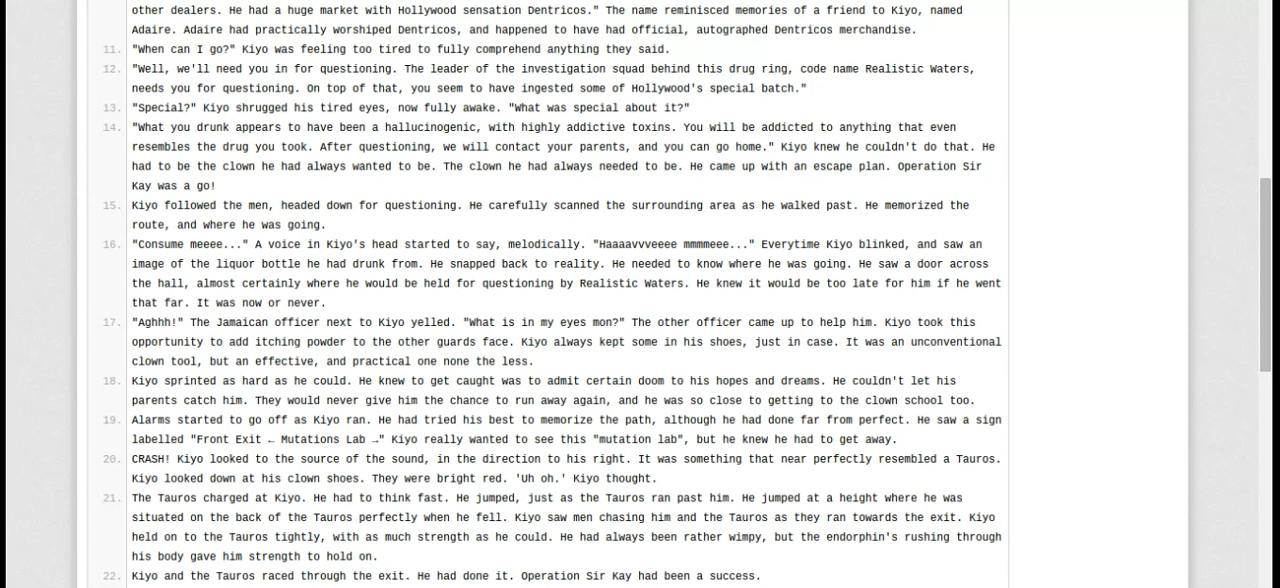 other dealers. He had a huge market with Hollywood sensation Dentricos." The name reminisced memories of a friend to Kiyo, named
Adaire. Adaire had practically worshiped Dentricos, and happened to have had official, autographed Dentricos merchandise.
11. "When can I go?" Kiyo was feeling too tired to fully comprehend anything they said.
12. "Well, we'll need you in for questioning. The leader of the investigation squad behind this drug ring, code name Realistic Waters,
needs you for questioning. On top of that, you seem to have ingested some of Hollywood's special batch."
13. "Special?" Kiyo shrugged his tired eyes, now fully awake. "What was special about it?"
14. "What you drunk appears to have been a hallucinogenic, with highly addictive toxins. You will be addicted to anything that even
resembles the drug you took. After questioning, we will contact your parents, and you can go home." Kiyo knew he couldn't do that. He
had to be the clown he had always wanted to be. The clown he had always needed to be. He came up with an escape plan. Operation Sir
Kay was a go!
15. Kiyo followed the men, headed down for questioning. He carefully scanned the surrounding area as he walked past. He memorized the
route, and where he was going.
16. "Consume meeee..." A voice in Kiyo's head started to say, melodically. "Haaaavvveeee mmmmeee..." Everytime Kiyo blinked, and saw an
image of the liquor bottle he had drunk from. He snapped back to reality. He needed to know where he was going. He saw a door across
the hall, almost certainly where he would be held for questioning by Realistic Waters. He knew it would be too late for him if he went
that far. It was now or never.
17. "Aghhh!" The Jamaican officer next to Kiyo yelled. "What is in my eyes mon?" The other officer came up to help him. Kiyo took this
opportunity to add itching powder to the other guards face. Kiyo always kept some in his shoes, just in case. It was an unconventional
clown tool, but an effective, and practical one none the less.
18. Kiyo sprinted as hard as he could. He knew to get caught was to admit certain doom to his hopes and dreams. He couldn't let his
parents catch him. They would never give him the chance to run away again, and he was so close to getting to the clown school too.
19. Alarms started to go off as Kiyo ran. He had tried his best to memorize the path, although he had done far from perfect. He saw a sign
labelled "Front Exit ← Mutations Lab →" Kiyo really wanted to see this "mutation lab", but he knew he had to get away.
20. CRASH! Kiyo looked to the source of the sound, in the direction to his right. It was something that near perfectly resembled a Tauros.
Kiyo looked down at his clown shoes. They were bright red. 'Uh oh.' Kiyo thought.
21. The Tauros charged at Kiyo. He had to think fast. He jumped, just as the Tauros ran past him. He jumped at a height where he was
situated on the back of the Tauros perfectly when he fell. Kiyo saw men chasing him and the Tauros as they ran towards the exit. Kiyo
held on to the Tauros tightly, with as much strength as he could. He had always been rather wimpy, but the endorphin's rushing through
his body gave him strength to hold on.
22. Kiyo and the Tauros raced through the exit. He had done it. Operation Sir Kay had been a success.